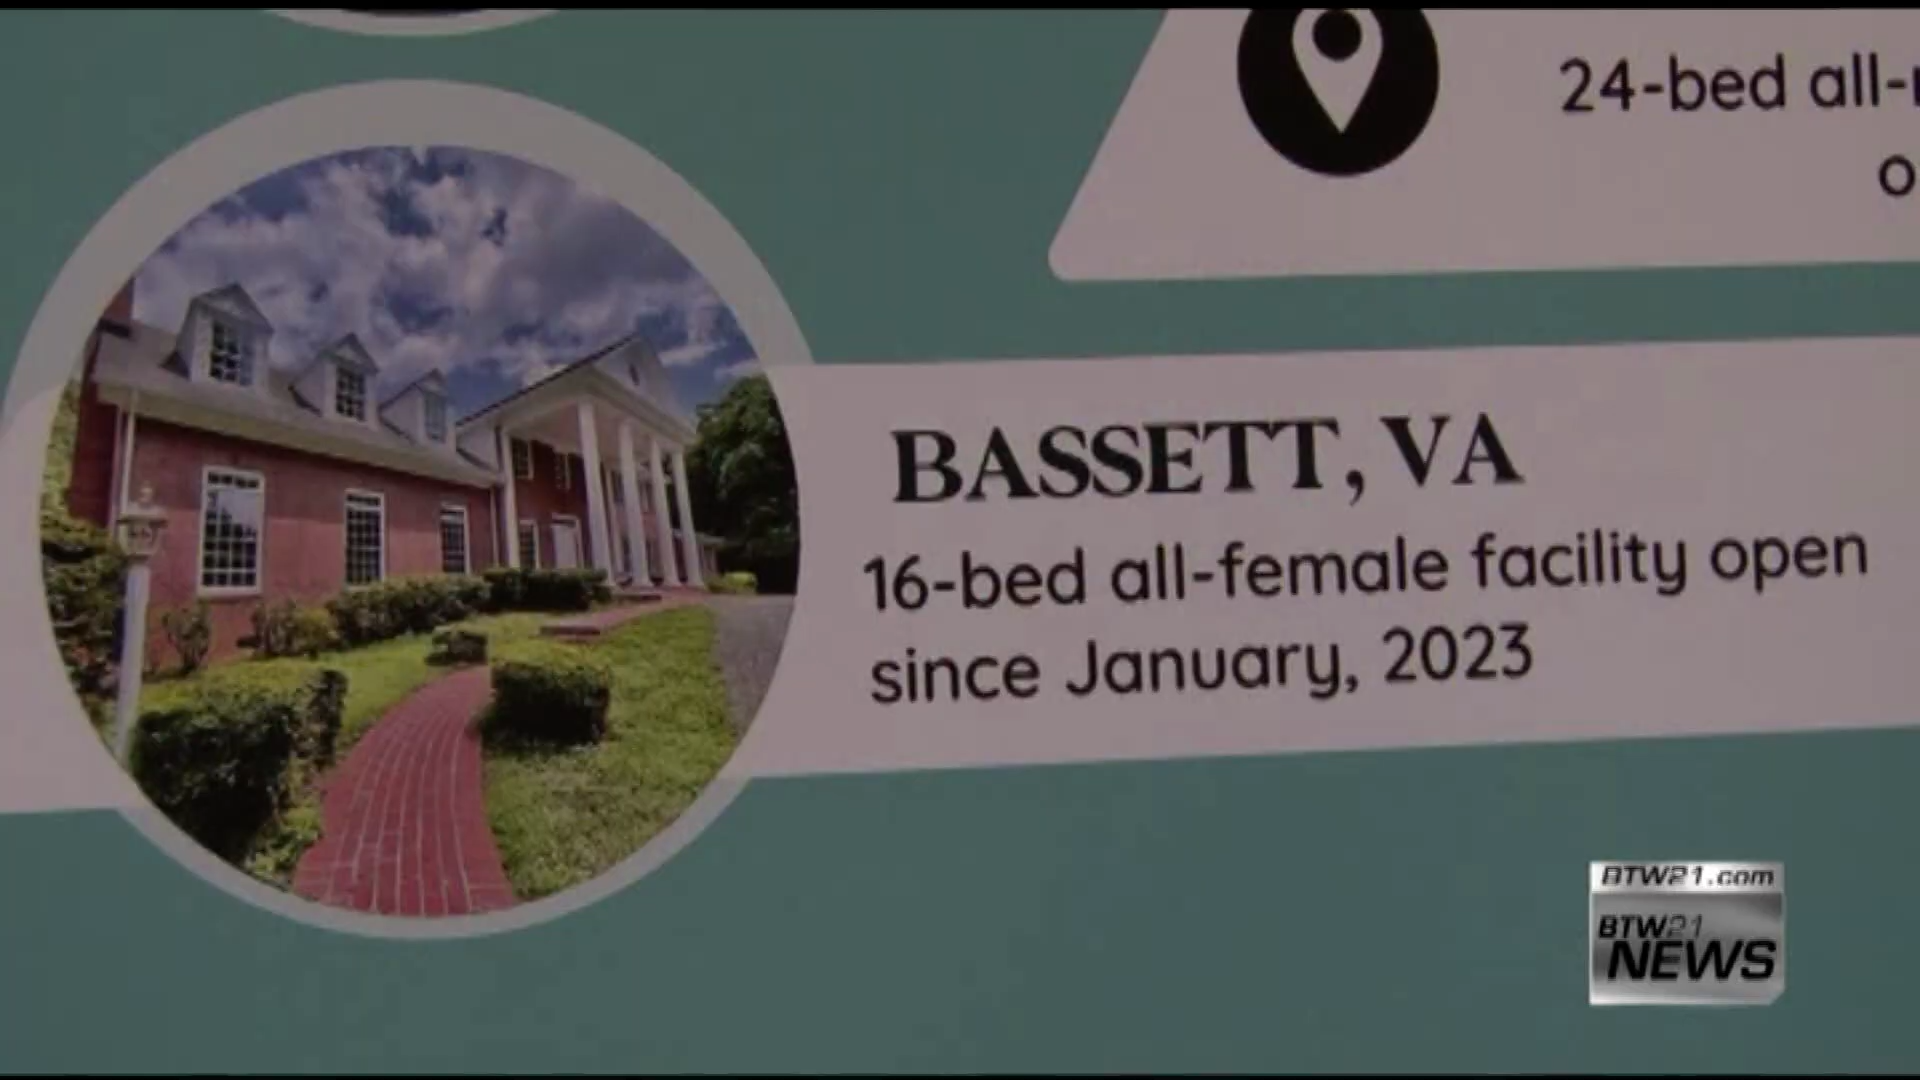 24-bed all-
BASSETT, VA
16-bed all-female facility open
since January, 2023
BTW21.com
BTW21
NEWS